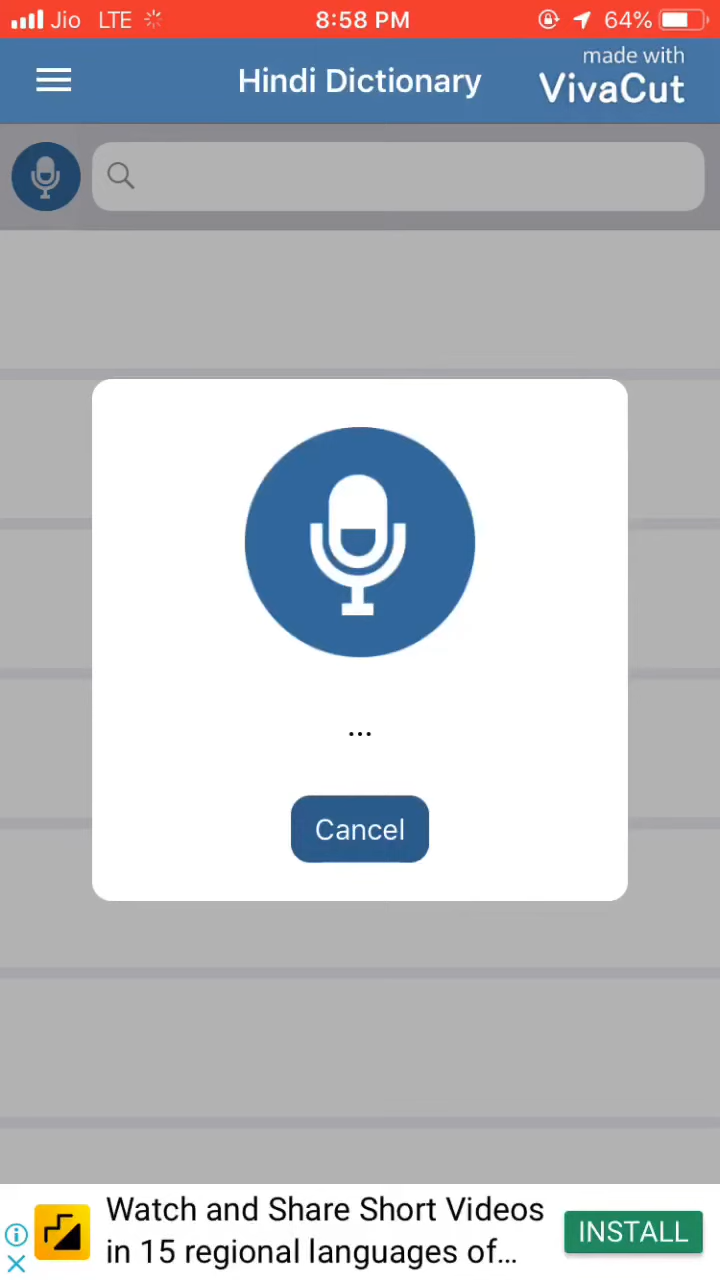 Jio LTE 8:58 PM 64%
made with
Hindi Dictionary VivaCut
...
Cancel
Watch and Share Short Videos
in 15 regional languages of...
INSTALL